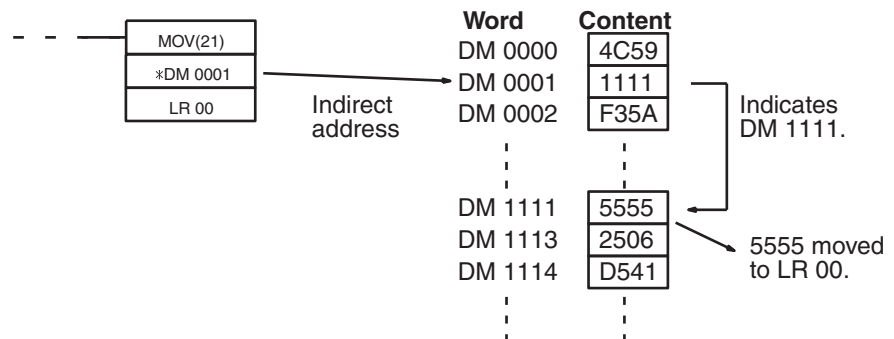 MOV(21)
*DM 0001
LR 00
Indirect
address
Word Content
DM 0000 4C59
DM 0001 1111
DM 0002 F35A
Indicates
DM 1111.
DM 1111 5555
DM 1113 2506
DM 1114 D541
5555 moved
to LR 00.